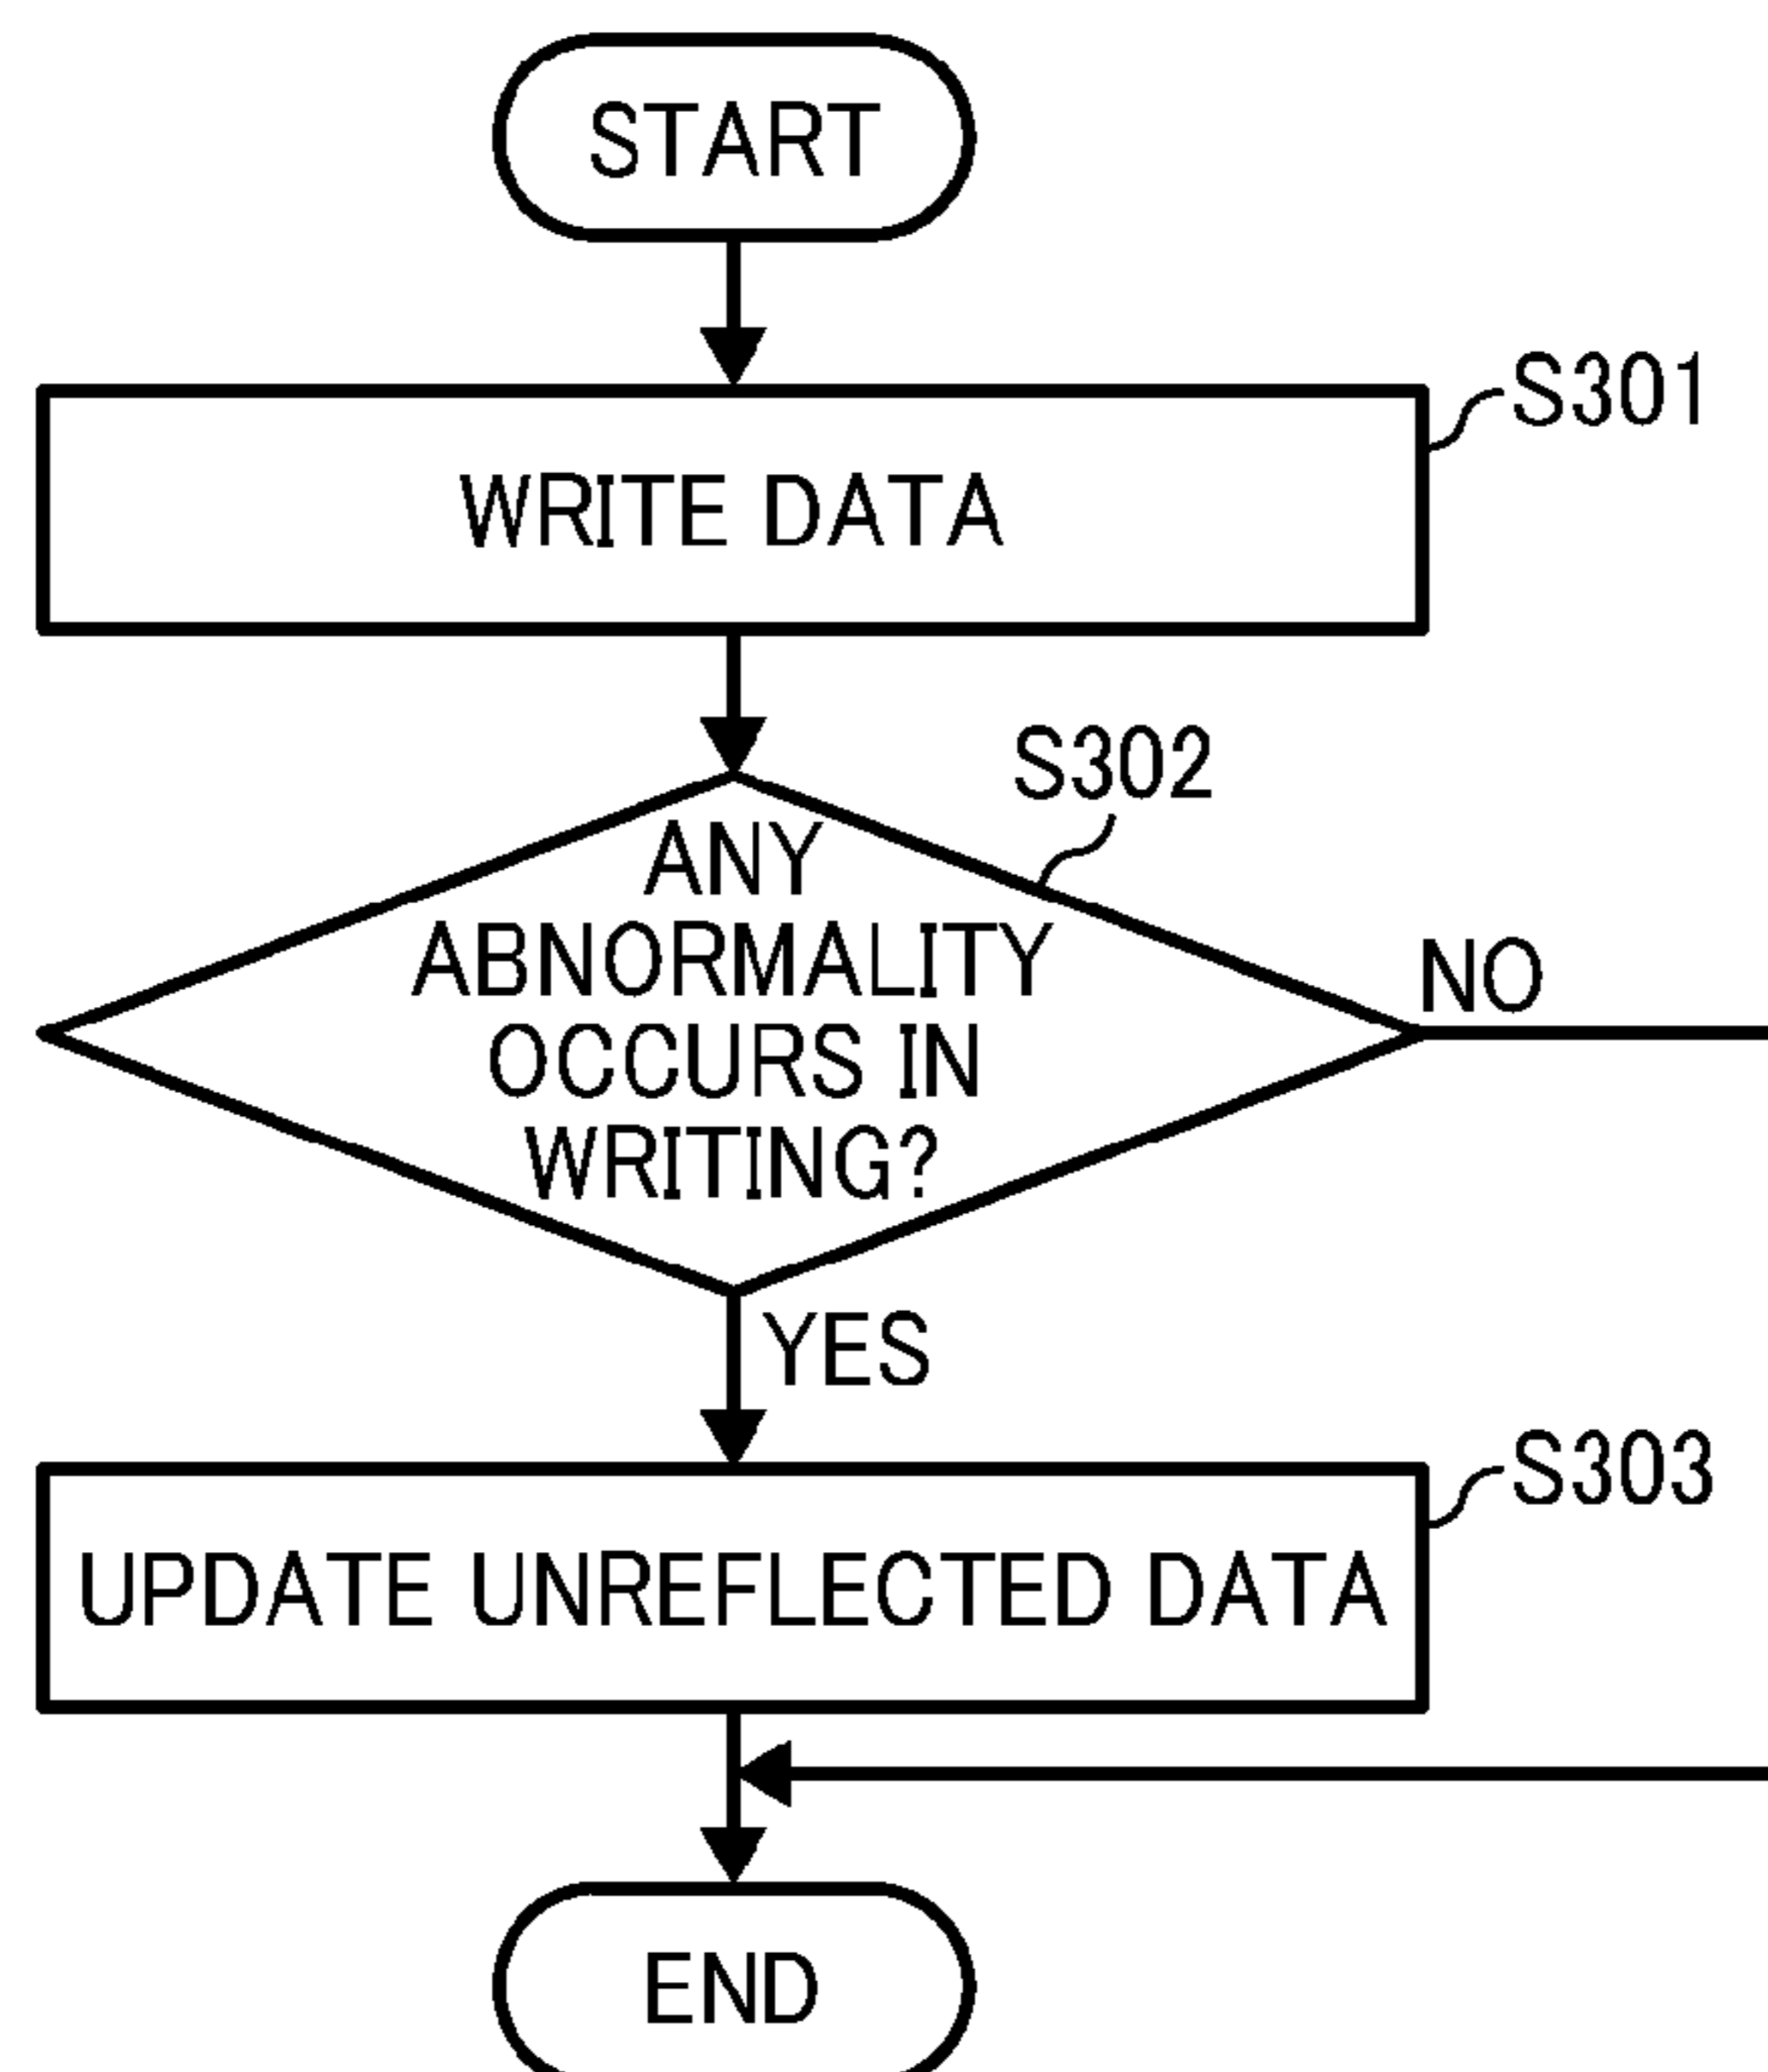 START
S301
WRITE DATA
S302
ANY
ABNORMALITY
OCCURS IN
WRITING?
NO
YES
S303
UPDATE UNREFLECTED DATA
END